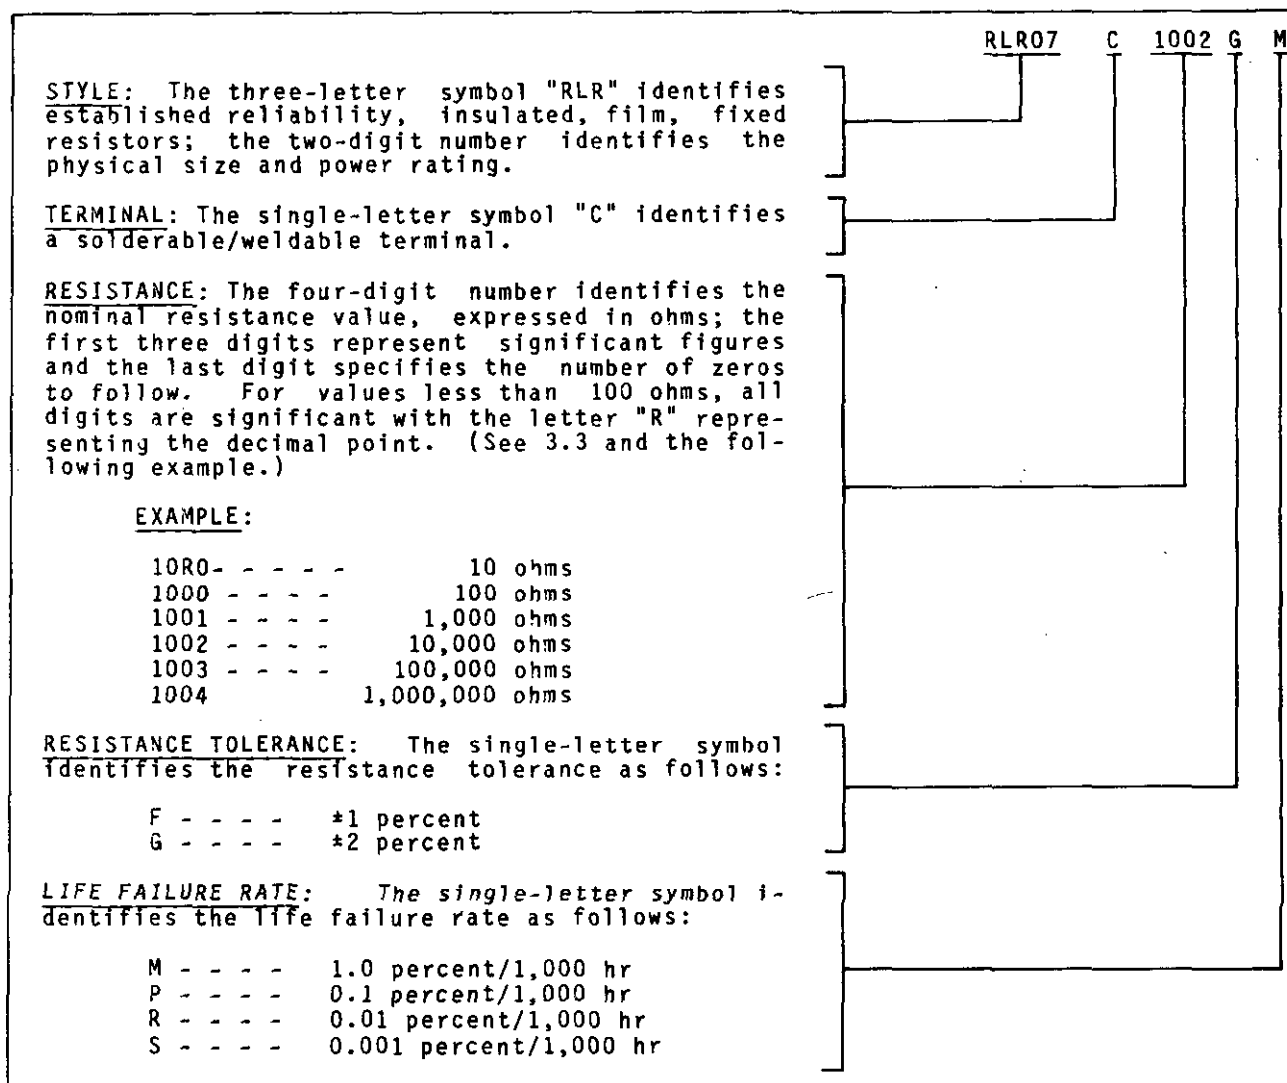 RLR07 C 1002 G M
STYLE: The three-letter symbol "RLR" identifies
established reliability, insulated, film, fixed
resistors; the two-digit number identifies the
physical size and power rating.
TERMINAL: The single-letter symbol "C" identifies
a solderable/weldable terminal.
RESISTANCE: The four-digit number identifies the
nominal resistance value, expressed in ohms; the
first three digits represent significant figures
and the last digit specifies the number of zeros
to follow. For values less than 100 ohms, all
digits are significant with the letter "R" repre-
senting the decimal point. (See 3.3 and the fol-
lowing example.)
EXAMPLE:
10R0- - - - - 10 ohms
1000 - - - - 100 ohms
1001 - - - - 1,000 ohms
1002 - - - - 10,000 ohms
1003 - - - - 100,000 ohms
1004 1,000,000 ohms
RESISTANCE TOLERANCE: The single-letter symbol
identifies the resistance tolerance as follows:
F - - - - ±1 percent
G - - - - ±2 percent
LIFE FAILURE RATE: The single-letter symbol i-
dentifies the life failure rate as follows:
M - - - - 1.0 percent/1,000 hr
P - - - - 0.1 percent/1,000 hr
R - - - - 0.01 percent/1,000 hr
S - - - - 0.001 percent/1,000 hr